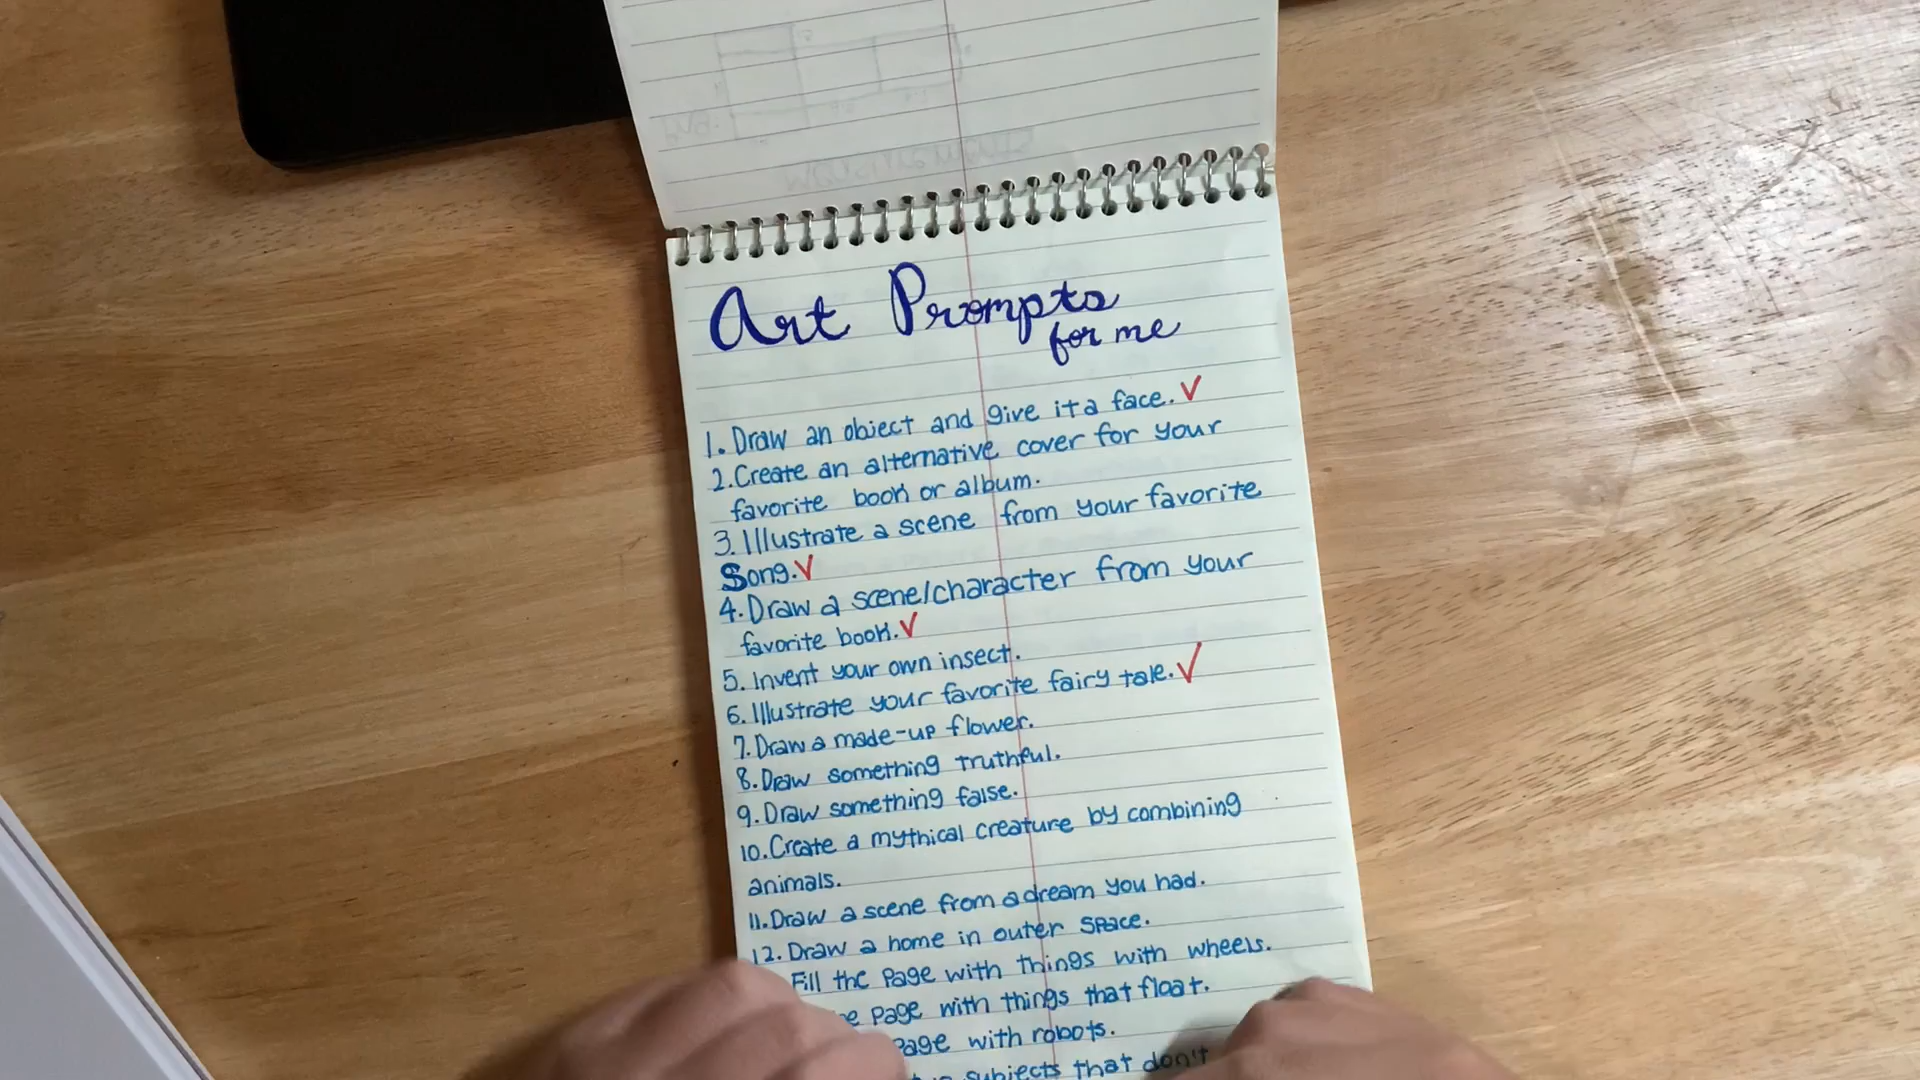 Art Prompts
for me
1. Draw an object and give it a face. ✓
2. Create an alternative cover for your
favorite book or album.
3. Illustrate a scene from your favorite
Song. ✓
4. Draw a scene/character from your
favorite book. ✓
5. Invent your own insect.
6. Illustrate your favorite fairy tale. ✓
7. Draw a made-up flower.
8. Draw something truthful.
9. Draw something false.
10. Create a mythical creature by combining
animals.
11. Draw a scene from a dream you had.
12. Draw a home in outer space.
Fill the page with things with wheels.
page with things that float.
page with robots.
subjects that don't